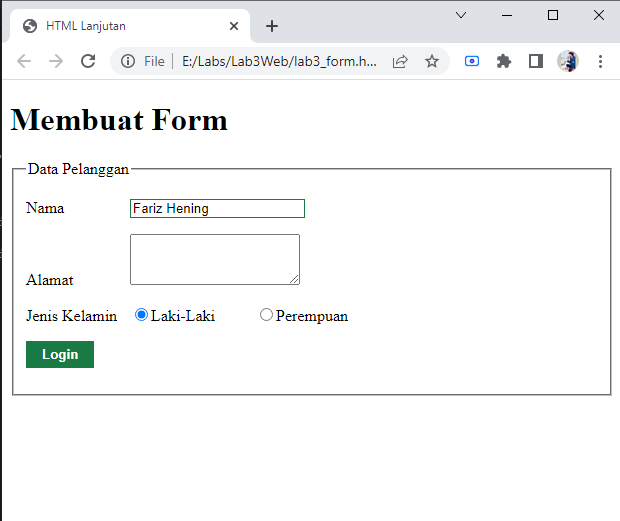 HTML Lanjutan
File
E:/Labs/Lab3Web/lab3_form.h...
Membuat Form
Data Pelanggan
Nama Fariz Hening
Alamat
Jenis Kelamin Laki-Laki Perempuan
Login